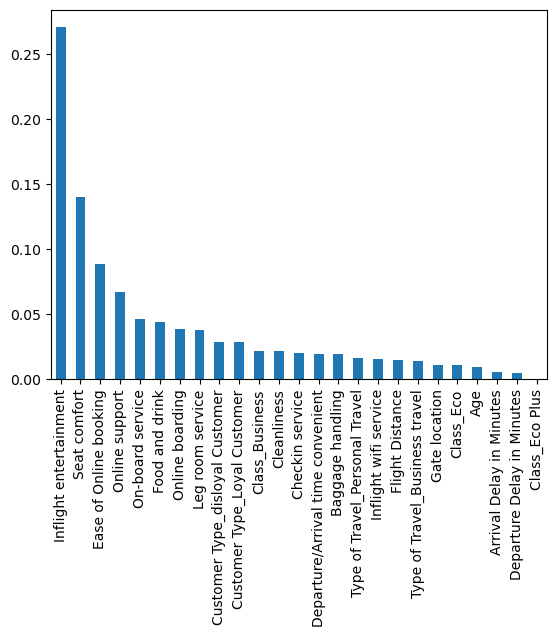 0.25
0.20
0.15
0.10
0.05
0.00
Inflight entertainment
Seat comfort
Ease of Online booking
Online support
On-board service
Food and drink
Online boarding
Leg room service
Customer Type_disloyal Customer
Customer Type_Loyal Customer
Class_Business
Cleanliness
Checkin service
Departure/Arrival time convenient
Baggage handling
Type of Travel_Personal Travel
Inflight wifi service
Flight Distance
Type of Travel_Business travel
Gate location
Class_Eco
Age
Arrival Delay in Minutes
Departure Delay in Minutes
Class_Eco Plus